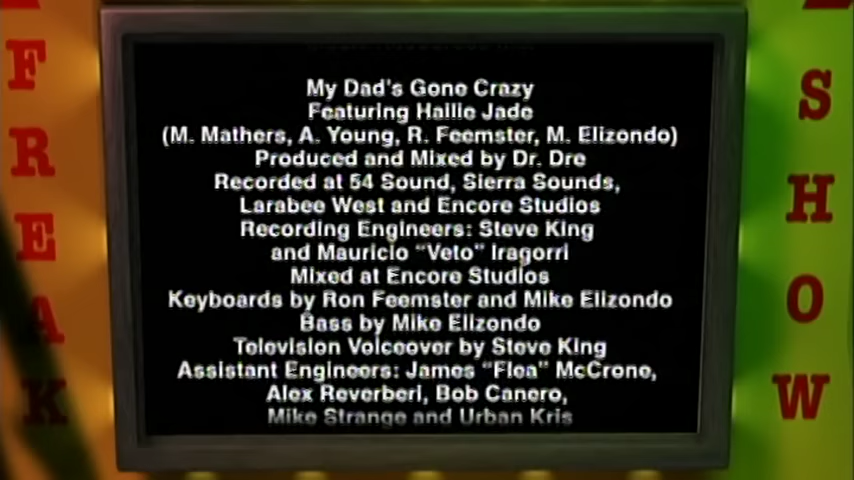 FREAK
My Dad's Gone Crazy
Featuring Hallie Jade
(M. Mathers, A. Young, R. Feemster, M. Elizondo)
Produced and Mixed by Dr. Dre
Recorded at 54 Sound, Sierra Sounds,
Larabee West and Encore Studios
Recording Engineers: Steve King
and Mauricio "Veto" Iragorri
Mixed at Encore Studios
Keyboards by Ron Feemster and Mike Elizondo
Bass by Mike Elizondo
Television Voiceover by Steve King
Assistant Engineers: James "Flea" McCrone,
Alex Reverberi, Bob Canero,
Mike Strange and Urban Kris
SHOW